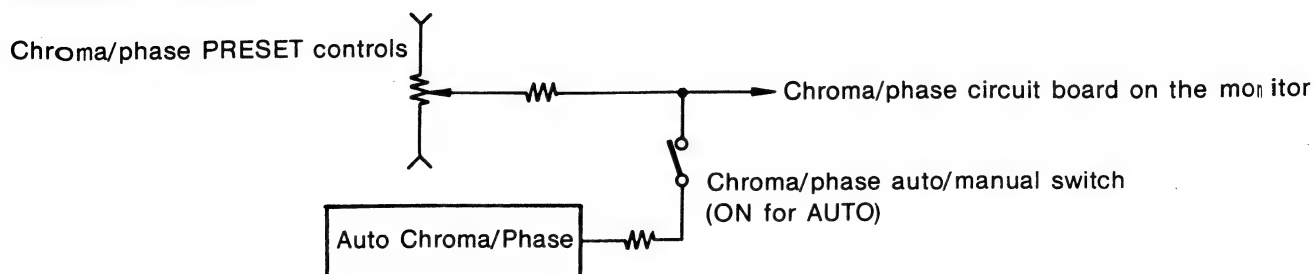 Chroma/phase PRESET controls
Chroma/phase circuit board on the monitor
Chroma/phase auto/manual switch
(ON for AUTO)
Auto Chroma/Phase